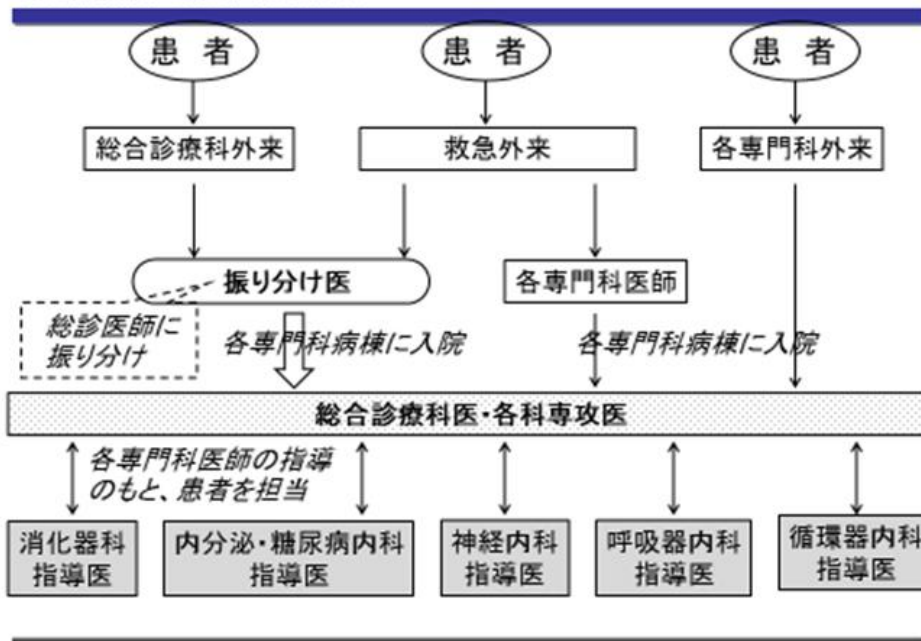 患 者
患 者
患 者
総合診療科外来
救急外来
各専門科外来
振り分け医
各専門科医師
総診医師に
振り分け
各専門科病棟に入院
各専門科病棟に入院
総合診療科医・各科専攻医
各専門科医師の指導
のもと、患者を担当
消化器科
指導医
内分泌・糖尿病内科
指導医
神経内科
指導医
呼吸器内科
指導医
循環器内科
指導医